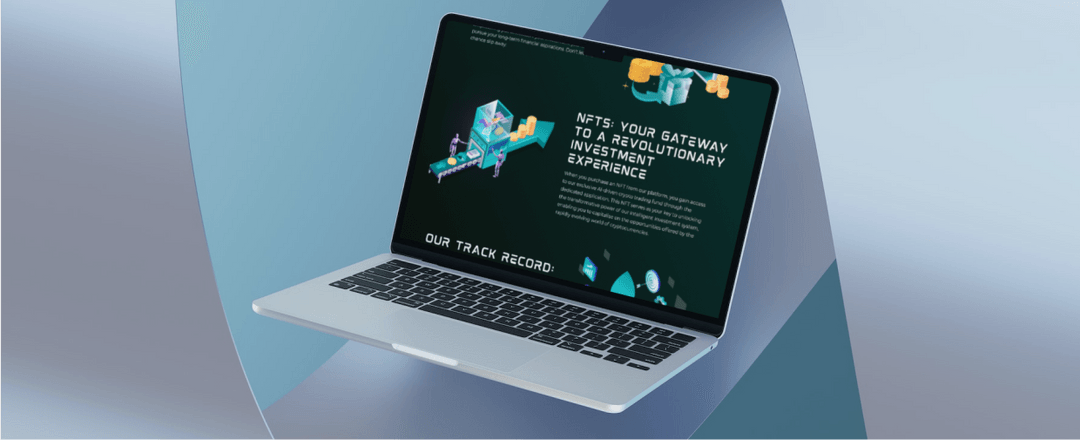 pursue your long-term financial aspirations. Don't let
chance slip away.
NFTS: YOUR GATEWAY
TO A REVOLUTIONARY
INVESTMENT
EXPERIENCE
When you purchase an NFT from our platform, you gain access
to our exclusive AI-driven crypto trading fund through the
dedicated application. This NFT serves as your key to unlocking
the transformative power of our intelligent investment system,
enabling you to capitalize on the opportunities offered by the
rapidly evolving world of cryptocurrencies.
OUR TRACK RECORD: